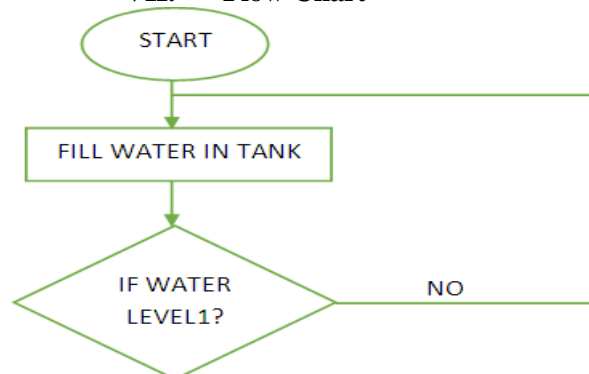 START
FILL WATER IN TANK
IF WATER
LEVEL1?
NO